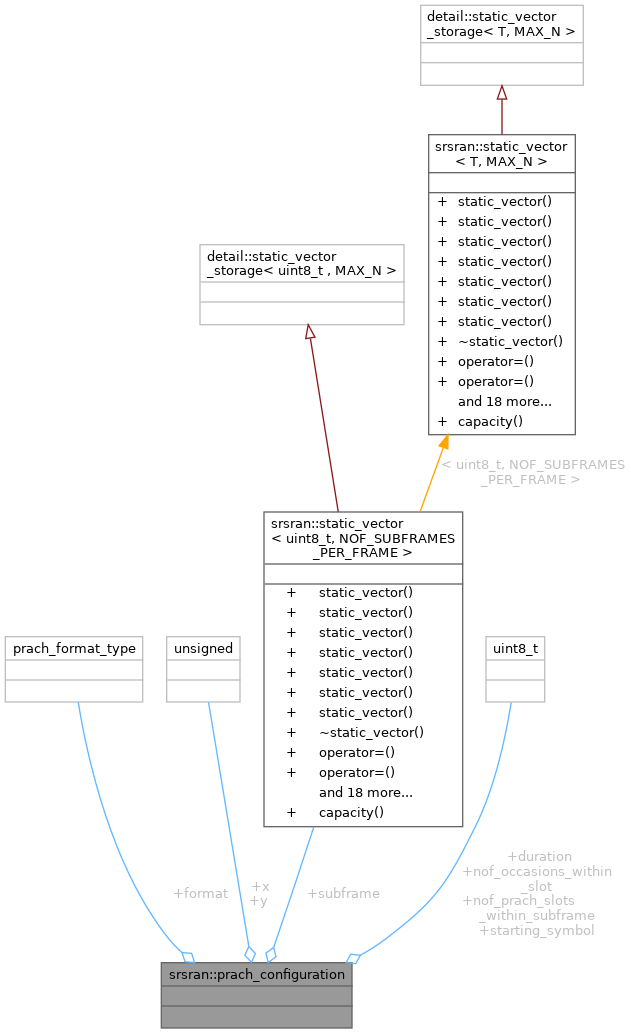 detail::static_vector
_storage< T, MAX_N >
srsran::static_vector
< T, MAX_N >
+ static_vector()
+ static_vector()
+ static_vector()
+ static_vector()
+ static_vector()
+ static_vector()
+ static_vector()
+ ~static_vector()
+ operator=()
+ operator=()
and 18 more...
+ capacity()
detail::static_vector
_storage< uint8_t , MAX_N >
< uint8_t, NOF_SUBFRAMES
_PER_FRAME >
srsran::static_vector
< uint8_t, NOF_SUBFRAMES
_PER_FRAME >
+ static_vector()
+ static_vector()
+ static_vector()
+ static_vector()
+ static_vector()
+ static_vector()
+ static_vector()
+ ~static_vector()
+ operator=()
+ operator=()
and 18 more...
+ capacity()
prach_format_type
unsigned
uint8_t
+format
+x
+y
+subframe
+duration
+nof_occasions_within
_slot
+nof_prach_slots
_within_subframe
+starting_symbol
srsran::prach_configuration